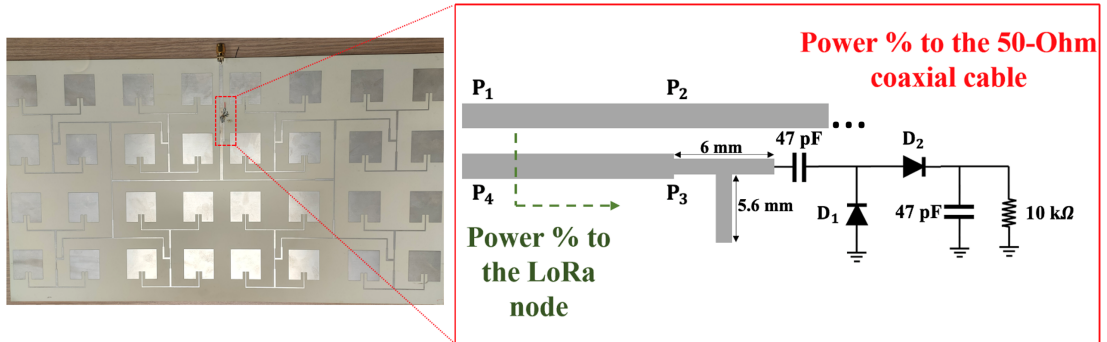 Power % to the 50-Ohm
coaxial cable
P₁
P₂
47 pF
D₂
6 mm
P₄
P₃
5.6 mm
D₁
47 pF
10 kΩ
Power % to
the LoRa
node